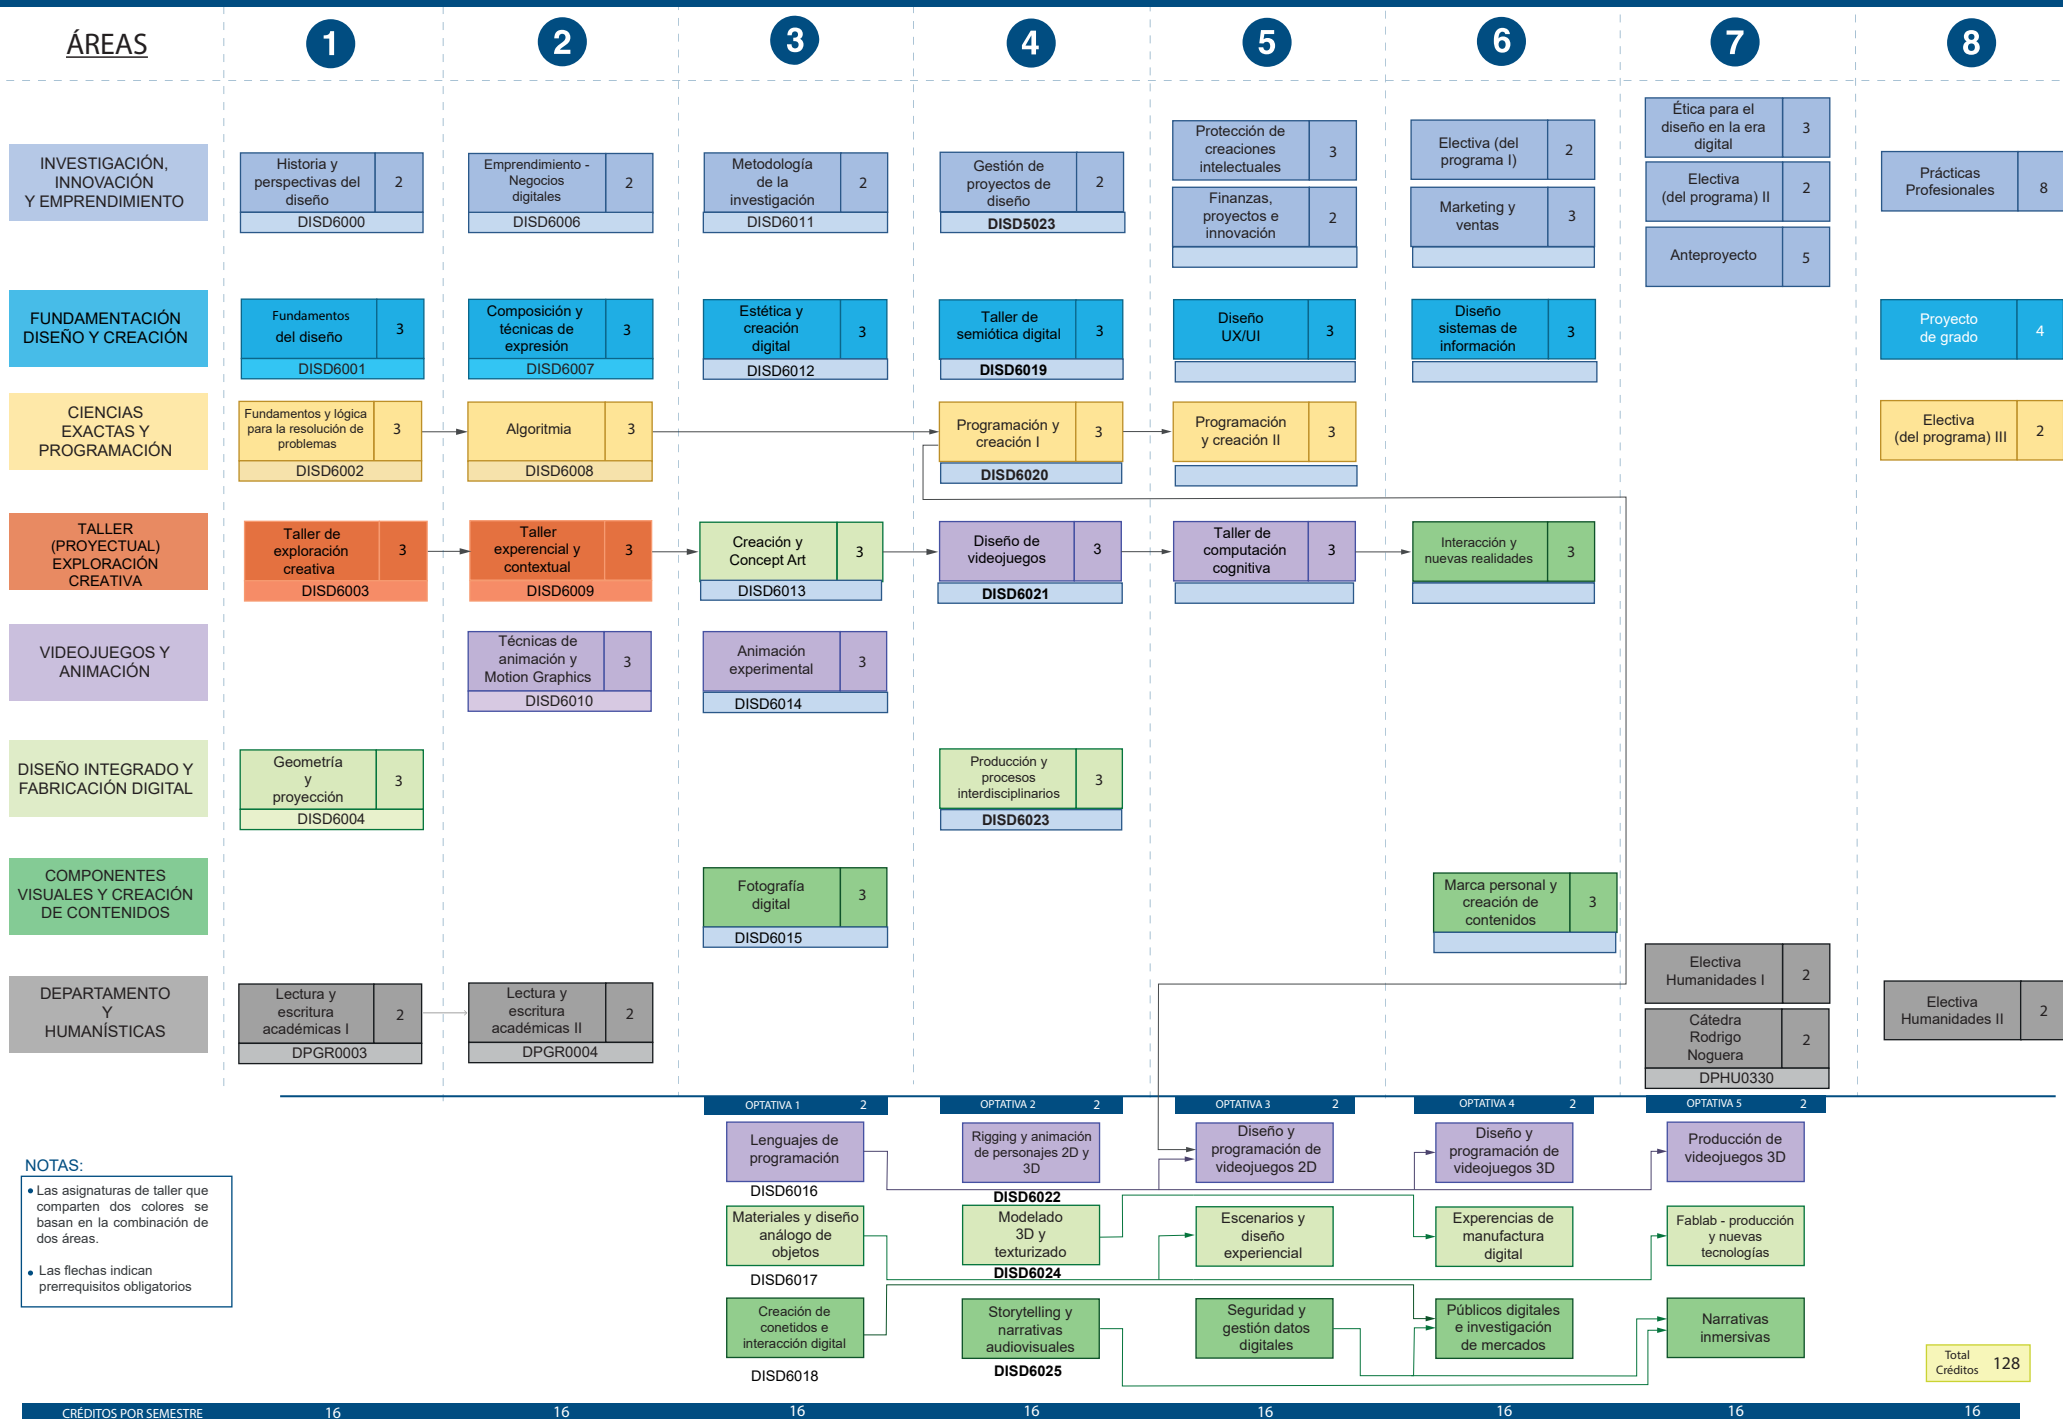 ÁREAS
1
2
3
4
5
6
7
8
INVESTIGACIÓN,
INNOVACIÓN
Y EMPRENDIMIENTO
Historia y
perspectivas del
diseño
2
DISD6000
Emprendimiento -
Negocios
digitales
2
DISD6006
Metodología
de la
investigación
2
DISD6011
Gestión de
proyectos de
diseño
2
DISD5023
Protección de
creaciones
intelectuales
3
Finanzas,
proyectos e
innovación
2
Electiva (del
programa I)
2
Marketing y
ventas
3
Ética para el
diseño en la era
digital
3
Electiva
(del programa) II
2
Anteproyecto
5
Prácticas
Profesionales
8
FUNDAMENTACIÓN
DISEÑO Y CREACIÓN
Fundamentos
del diseño
3
DISD6001
Composición y
técnicas de
expresión
3
DISD6007
Estética y
creación
digital
3
DISD6012
Taller de
semiótica digital
3
DISD6019
Diseño
UX/UI
3
Diseño
sistemas de
información
3
Proyecto
de grado
4
CIENCIAS
EXACTAS Y
PROGRAMACIÓN
Fundamentos y lógica
para la resolución de
problemas
3
DISD6002
Algoritmia
3
DISD6008
Programación y
creación I
3
DISD6020
Programación
y creación II
3
Electiva
(del programa) III
2
TALLER
(PROYECTUAL)
EXPLORACIÓN
CREATIVA
Taller de
exploración
creativa
3
DISD6003
Taller
experencial y
contextual
3
DISD6009
Creación y
Concept Art
3
DISD6013
Diseño de
videojuegos
3
DISD6021
Taller de
computación
cognitiva
3
Interacción y
nuevas realidades
3
VIDEOJUEGOS Y
ANIMACIÓN
Técnicas de
animación y
Motion Graphics
3
DISD6010
Animación
experimental
3
DISD6014
DISEÑO INTEGRADO Y
FABRICACIÓN DIGITAL
Geometría
y
proyección
3
DISD6004
Producción y
procesos
interdisciplinarios
3
DISD6023
COMPONENTES
VISUALES Y CREACIÓN
DE CONTENIDOS
Fotografía
digital
3
DISD6015
Marca personal y
creación de
contenidos
3
DEPARTAMENTO
Y
HUMANÍSTICAS
Lectura y
escritura
académicas I
2
DPGR0003
Lectura y
escritura
académicas II
2
DPGR0004
Electiva
Humanidades I
2
Cátedra
Rodrigo
Noguera
2
DPHU0330
Electiva
Humanidades II
2
OPTATIVA 1 2
OPTATIVA 2 2
OPTATIVA 3 2
OPTATIVA 4 2
OPTATIVA 5 2
Lenguajes de
programación
DISD6016
Rigging y animación
de personajes 2D y
3D
DISD6022
Diseño y
programación de
videojuegos 2D
Diseño y
programación de
videojuegos 3D
Producción de
videojuegos 3D
Materiales y diseño
análogo de
objetos
DISD6017
Modelado
3D y
texturizado
DISD6024
Escenarios y
diseño
experiencial
Experencias de
manufactura
digital
Fablab - producción
y nuevas
tecnologías
Creación de
conetidos e
interacción digital
DISD6018
Storytelling y
narrativas
audiovisuales
DISD6025
Seguridad y
gestión datos
digitales
Públicos digitales
e investigación
de mercados
Narrativas
inmersivas
NOTAS:
• Las asignaturas de taller que
comparten dos colores se
basan en la combinación de
dos áreas.
• Las flechas indican
prerrequisitos obligatorios
Total
Créditos 128
CRÉDITOS POR SEMESTRE 16 16 16 16 16 16 16 16